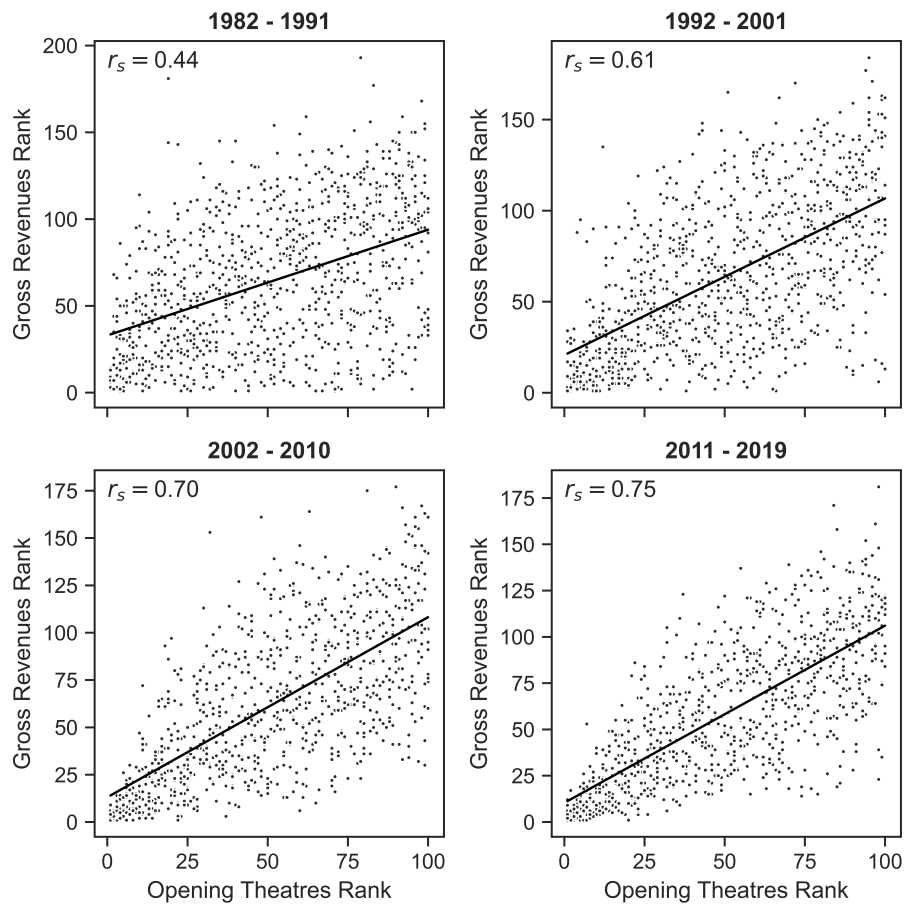 1982 - 1991
1992 - 2001
r_s = 0.44
r_s = 0.61
Gross Revenues Rank
200
150
100
50
0
Gross Revenues Rank
150
100
50
0
2002 - 2010
2011 - 2019
r_s = 0.70
r_s = 0.75
Gross Revenues Rank
175
150
125
100
75
50
25
0
Gross Revenues Rank
175
150
125
100
75
50
25
0
0 25 50 75 100
0 25 50 75 100
Opening Theatres Rank
Opening Theatres Rank